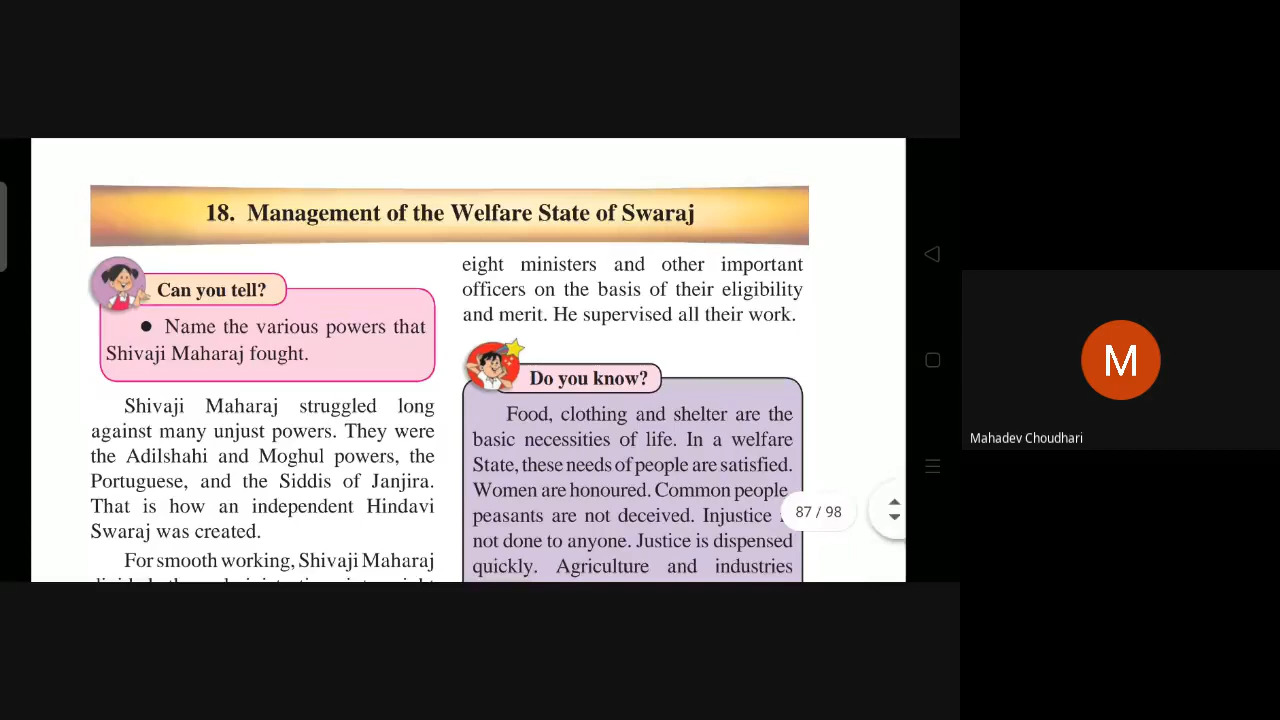 18. Management of the Welfare State of Swaraj
Can you tell?
● Name the various powers that
Shivaji Maharaj fought.
Shivaji Maharaj struggled long
against many unjust powers. They were
the Adilshahi and Moghul powers, the
Portuguese, and the Siddis of Janjira.
That is how an independent Hindavi
Swaraj was created.
For smooth working, Shivaji Maharaj
eight ministers and other important
officers on the basis of their eligibility
and merit. He supervised all their work.
Do you know?
Food, clothing and shelter are the
basic necessities of life. In a welfare
State, these needs of people are satisfied.
Women are honoured. Common people,
peasants are not deceived. Injustice
not done to anyone. Justice is dispensed
quickly. Agriculture and industries
87 / 98
M
Mahadev Choudhari